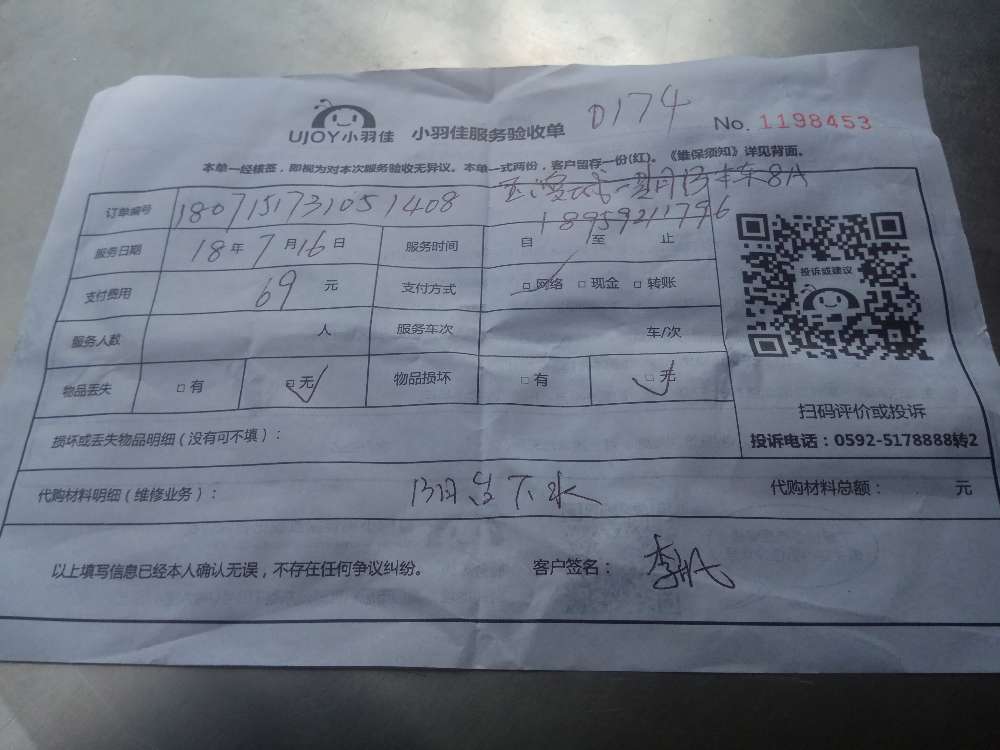 UJOY小羽佳 小羽佳服务验收单 0174 No. 1198453
本单一经核签，即视为对本次服务验收无异议。本单一式两份，客户留存一份(红)。《维保须知》详见背面。
订单编号 180715173105 1408 8A
18959211796
服务日期 18年7月16日 服务时间 自 至 止
投诉或建议
支付费用 69 元 支付方式 □网络 □现金 □转账
服务人数 人 服务车次 车/次
物品丢失 □有 □无 物品损坏 □有 □无
扫码评价或投诉
损坏或丢失物品明细（没有可不填）：
投诉电话：0592-5178888转2
代购材料明细（维修业务）： 下水 代购材料总额： 元
以上填写信息已经本人确认无误，不存在任何争议纠纷。 客户签名：